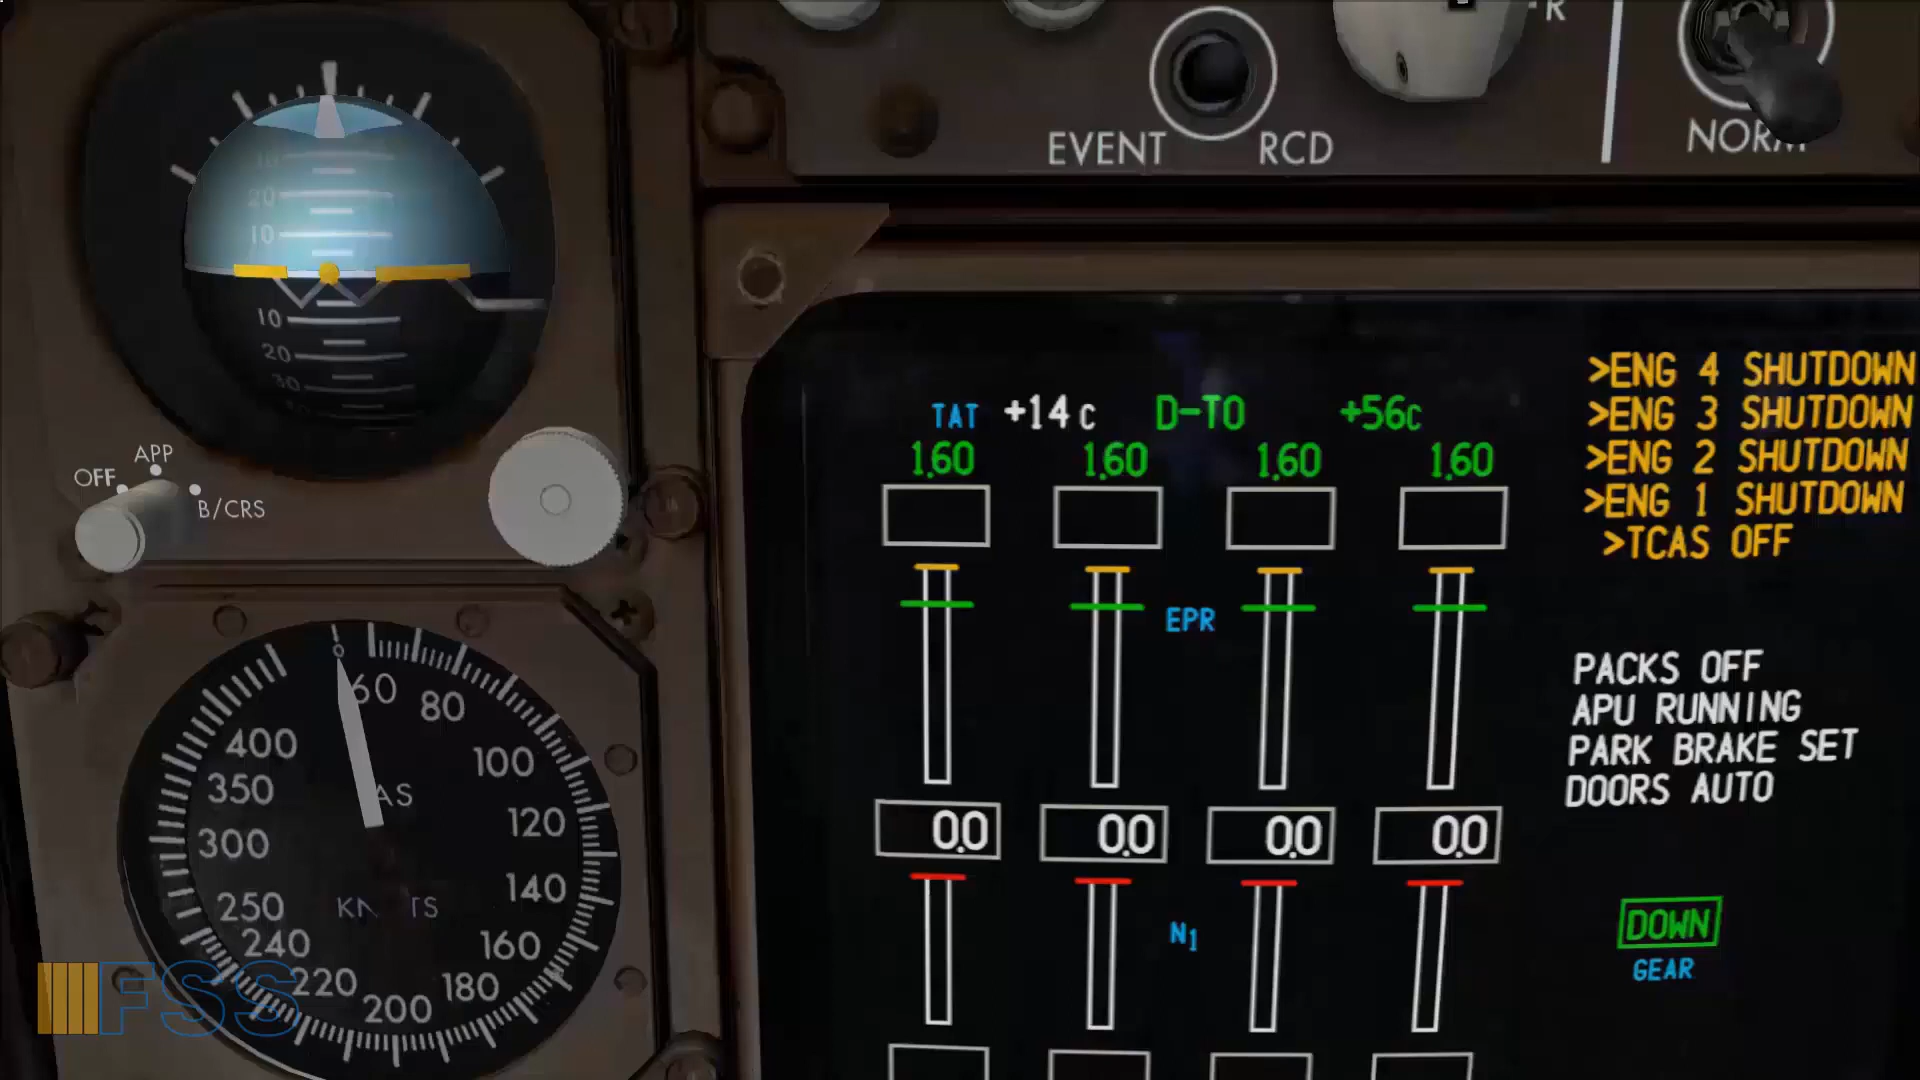 20
10
10
20
30
OFF
APP
B/CRS
0
60
80
100
120
140
160
180
200
220
240
250
300
350
400
KNOTS
FSS
EVENT RCD
NORM
TAT +14c D-TO +56c
1.60 1.60 1.60 1.60
EPR
0.0 0.0 0.0 0.0
N1
>ENG 4 SHUTDOWN
>ENG 3 SHUTDOWN
>ENG 2 SHUTDOWN
>ENG 1 SHUTDOWN
>TCAS OFF
PACKS OFF
APU RUNNING
PARK BRAKE SET
DOORS AUTO
DOWN
GEAR